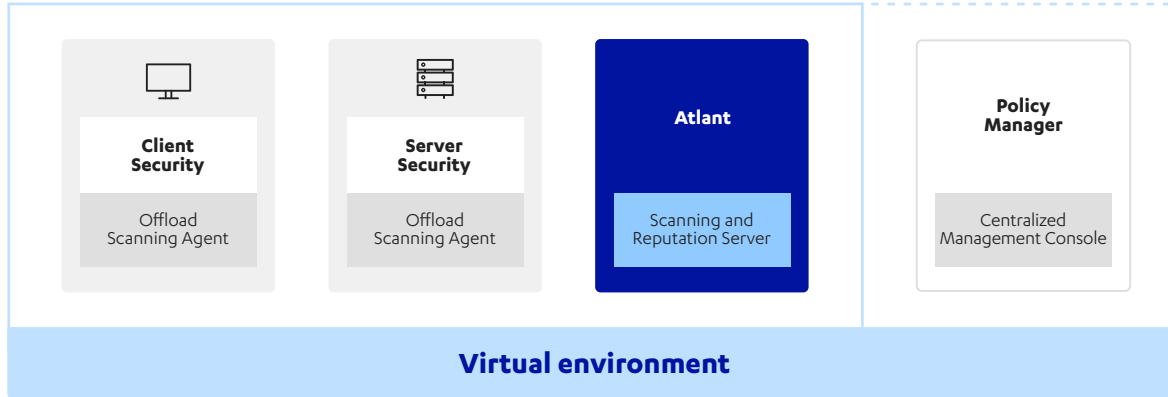 Client
Security
Offload
Scanning Agent
Server
Security
Offload
Scanning Agent
Atlant
Scanning and
Reputation Server
Policy
Manager
Centralized
Management Console
Virtual environment